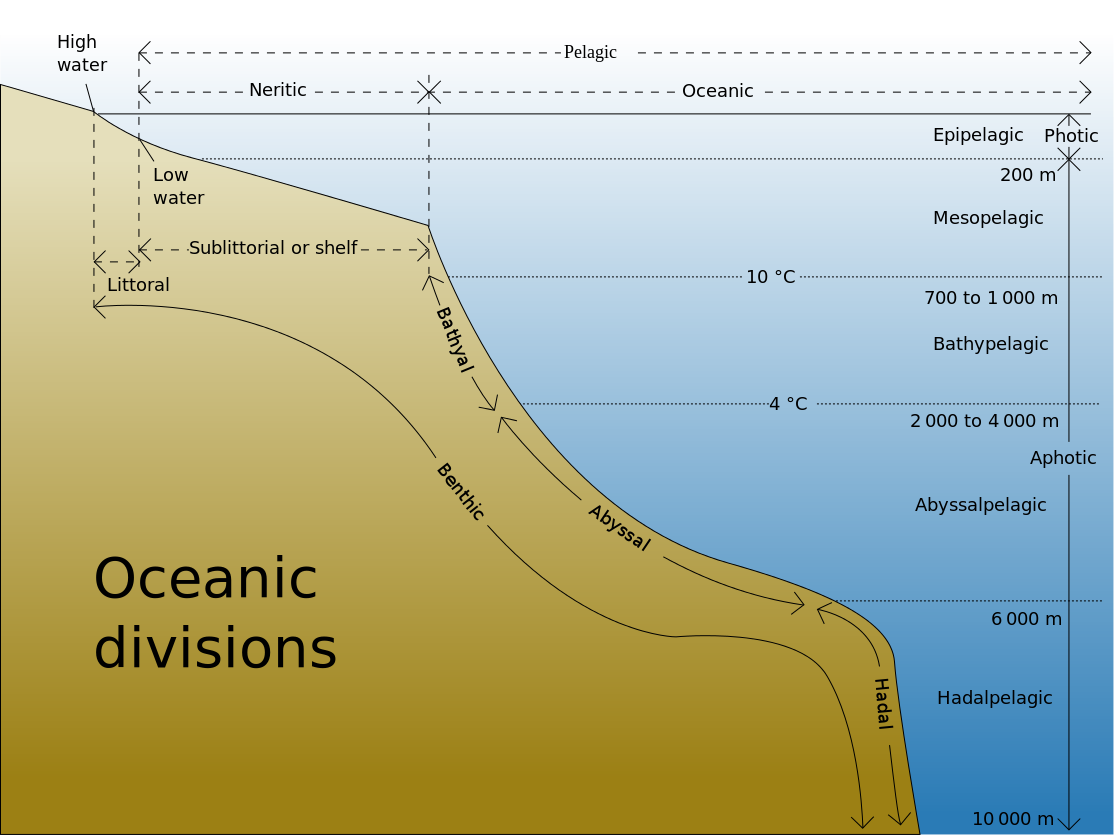 High
water
Pelagic
Neritic
Oceanic
Epipelagic
Photic
Low
water
200 m
Mesopelagic
Sublittorial or shelf
Littoral
10 °C
700 to 1 000 m
Bathyal
Bathypelagic
4 °C
2 000 to 4 000 m
Aphotic
Benthic
Abyssal
Abyssalpelagic
Oceanic
divisions
6 000 m
Hadal
Hadalpelagic
10 000 m